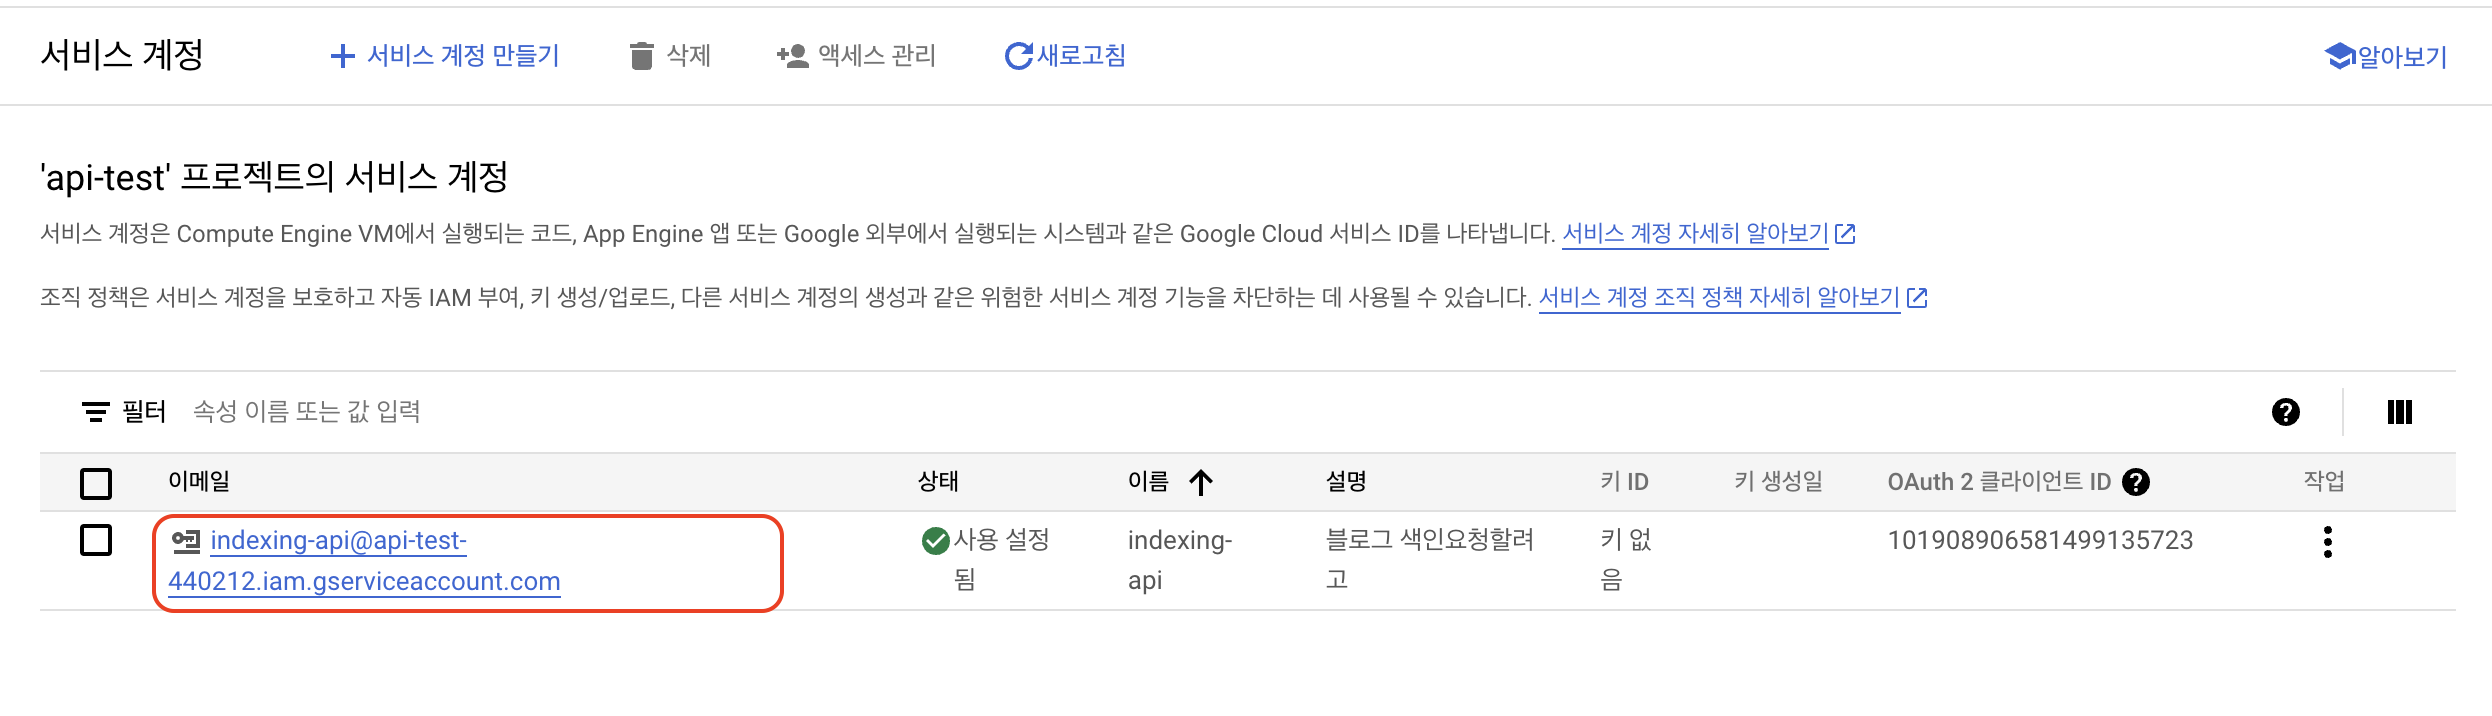 서비스 계정
서비스 계정 만들기
삭제
액세스 관리
새로고침
알아보기
'api-test' 프로젝트의 서비스 계정
서비스 계정은 Compute Engine VM에서 실행되는 코드, App Engine 앱 또는 Google 외부에서 실행되는 시스템과 같은 Google Cloud 서비스 ID를 나타냅니다. 서비스 계정 자세히 알아보기
조직 정책은 서비스 계정을 보호하고 자동 IAM 부여, 키 생성/업로드, 다른 서비스 계정의 생성과 같은 위험한 서비스 계정 기능을 차단하는 데 사용될 수 있습니다. 서비스 계정 조직 정책 자세히 알아보기
필터 속성 이름 또는 값 입력
이메일 상태 이름 설명 키 ID 키 생성일 OAuth 2 클라이언트 ID 작업
indexing-api@api-test- 사용 설정 indexing- 블로그 색인요청할려 키 없 101908906581499135723
440212.iam.gserviceaccount.com 됨 api 고 음